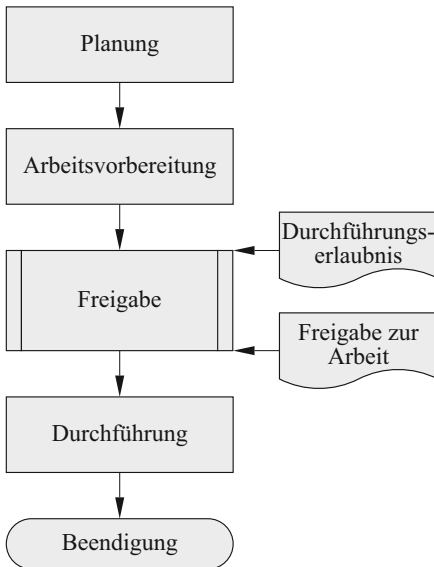 Planung
Arbeitsvorbereitung
Durchführungs-
erlaubnis
Freigabe
Freigabe zur
Arbeit
Durchführung
Beendigung